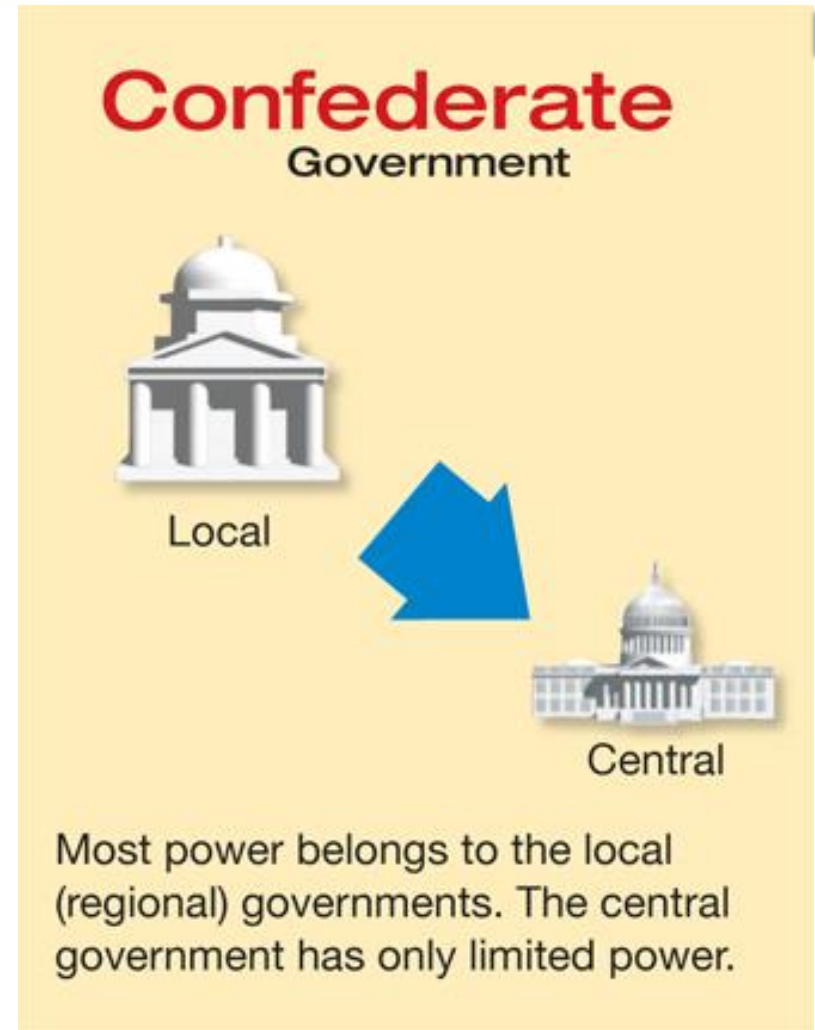 Confederate
Government
Local
Central
Most power belongs to the local
(regional) governments. The central
government has only limited power.